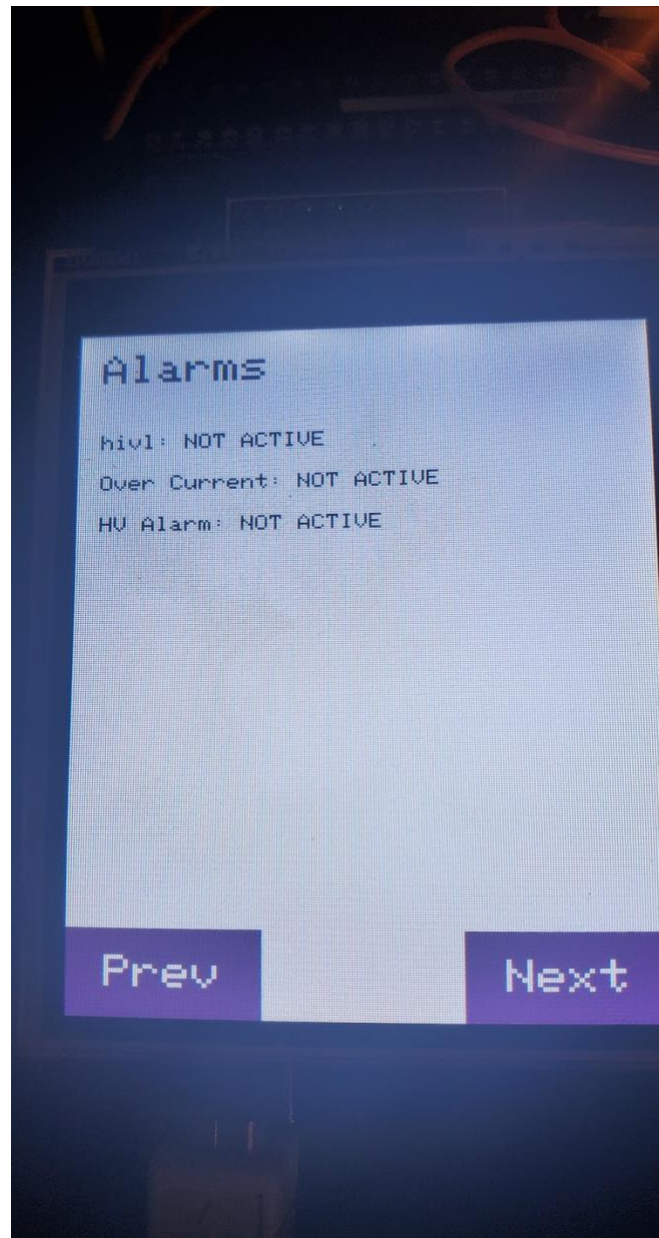 Alarms
hivl: NOT ACTIVE
Over Current: NOT ACTIVE
HV Alarm: NOT ACTIVE
Prev
Next